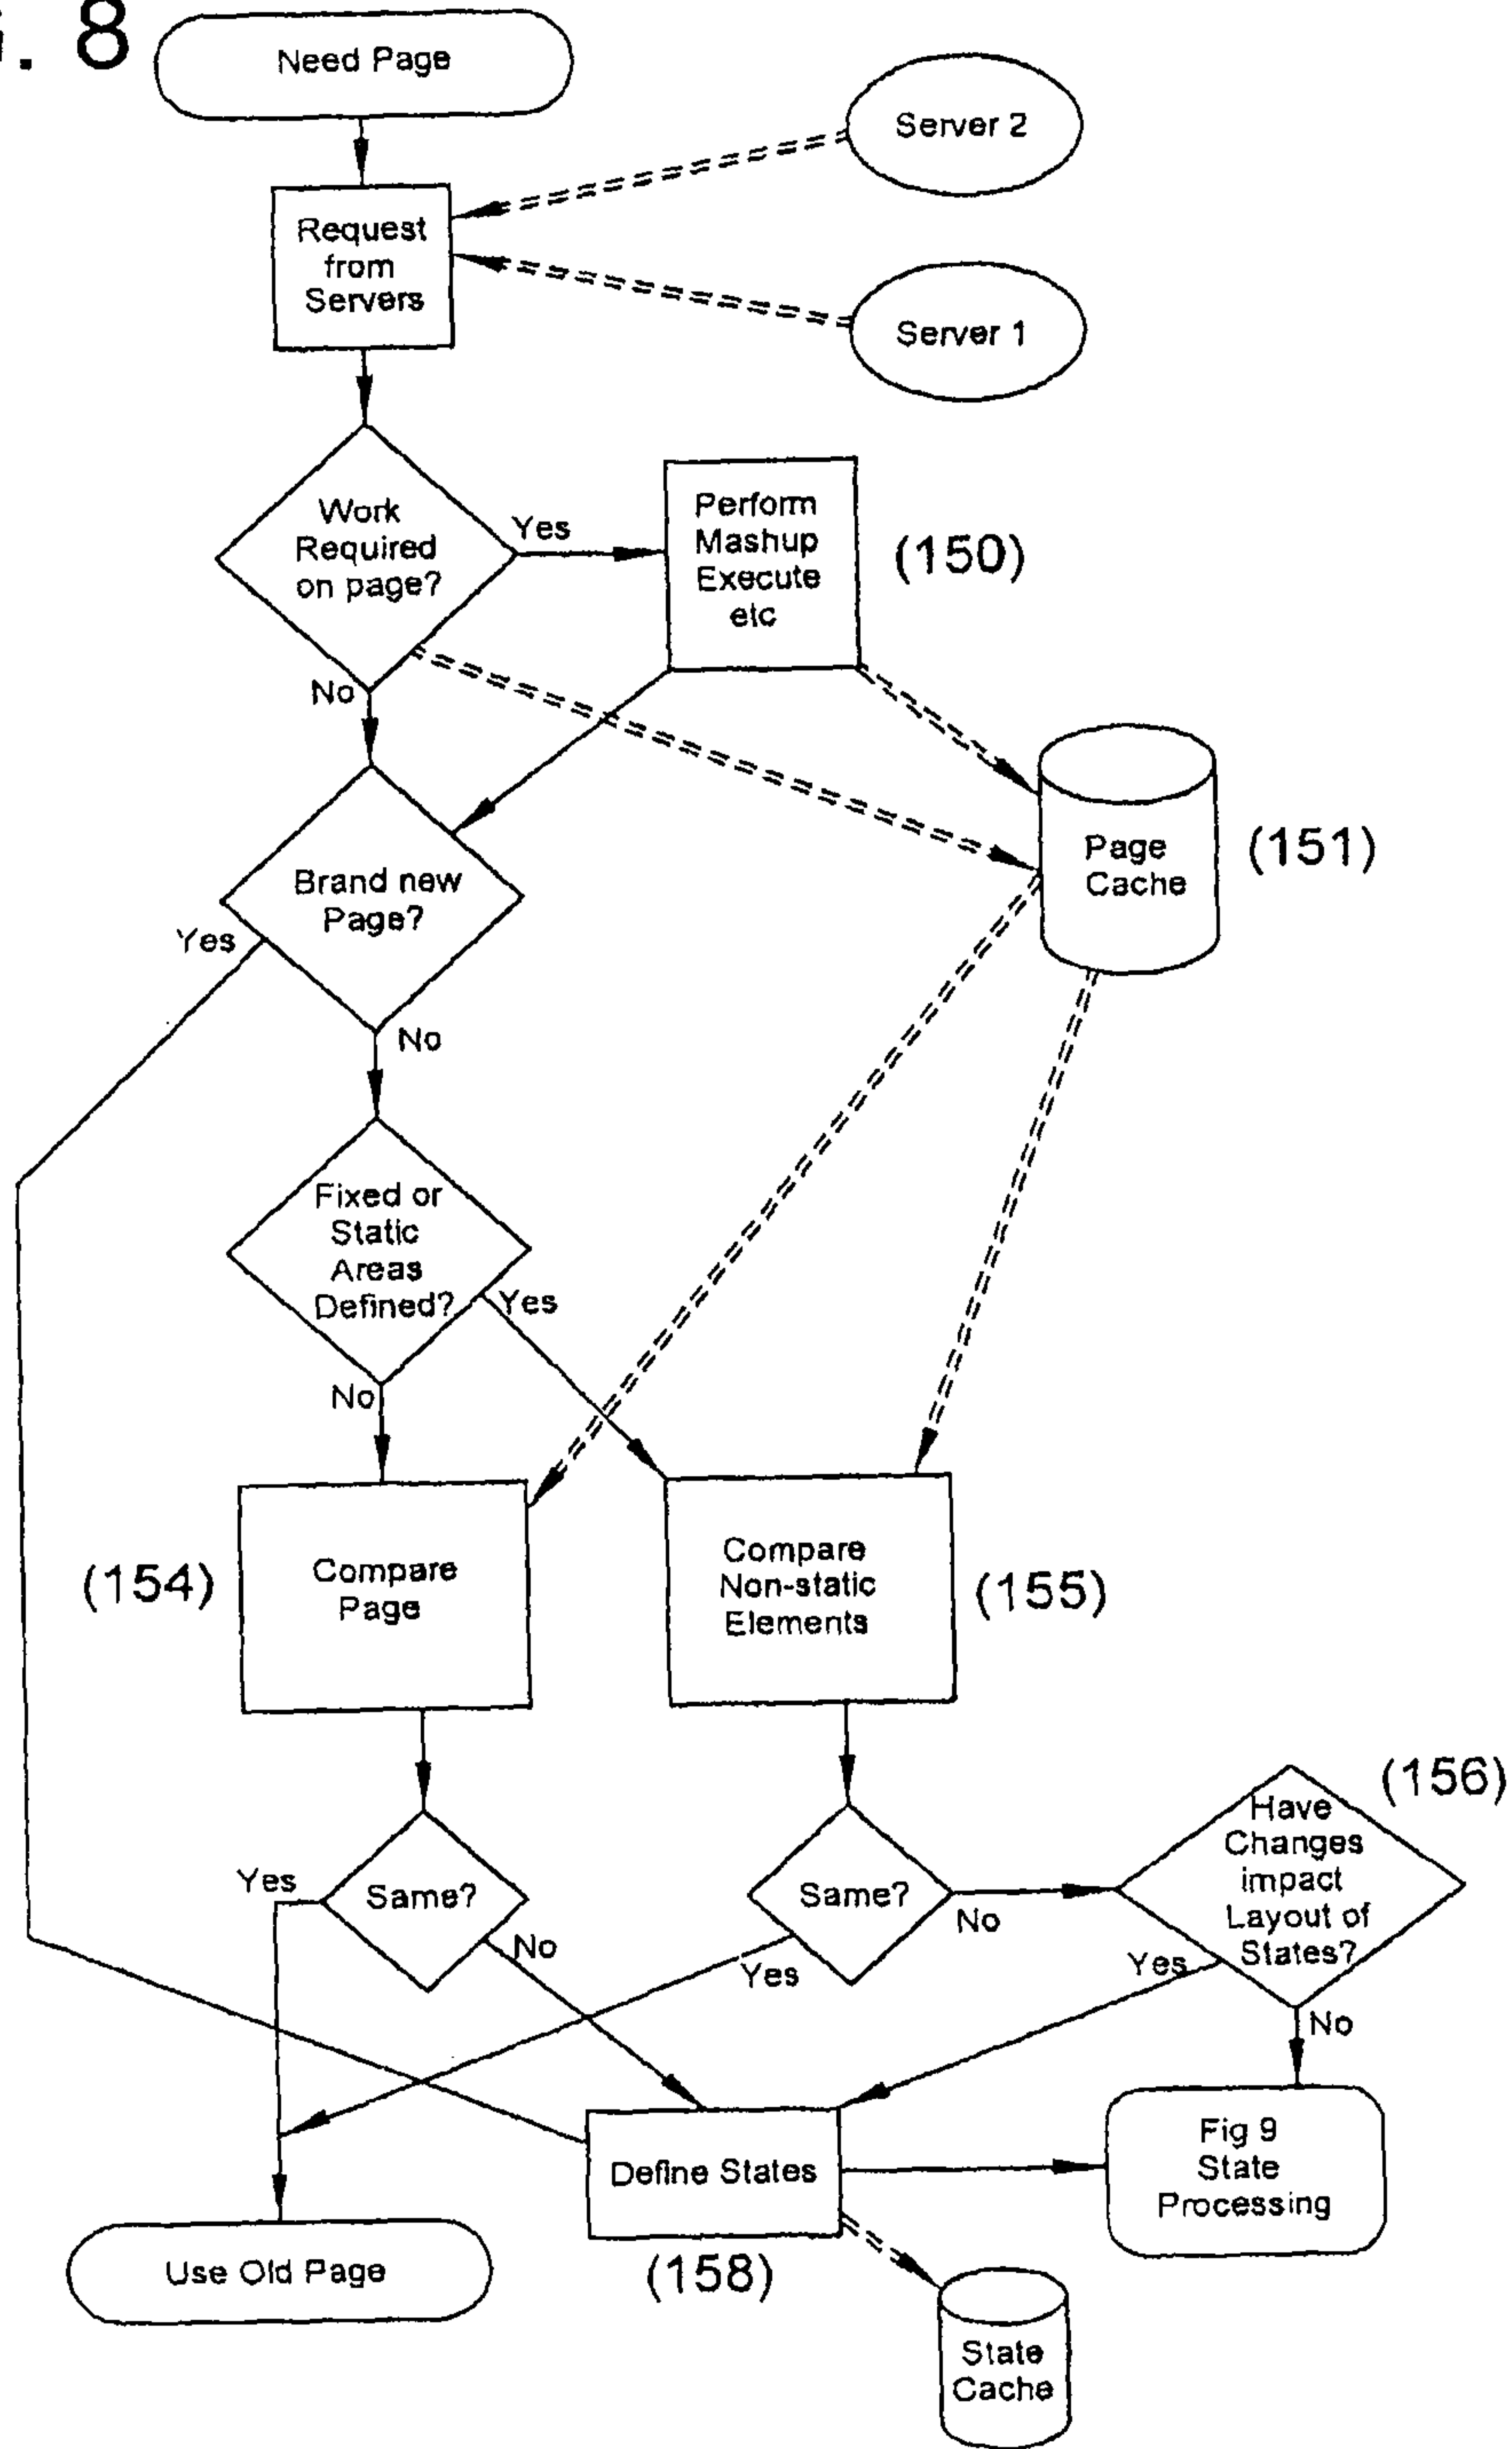 . 8
Need Page
Server 2
Request
from
Servers
Server 1
Work
Required
on page?
Yes
No
Perform
Mashup
Execute
etc
(150)
Page
Cache
(151)
Brand new
Page?
Yes
No
Fixed or
Static
Areas
Defined?
Yes
No
Compare
Page
(154)
Compare
Non-static
Elements
(155)
(156)
Have
Changes
impact
Layout of
States?
Yes
Same?
No
Same?
No
Yes
Yes
No
Define States
(158)
Fig 9
State
Processing
Use Old Page
State
Cache